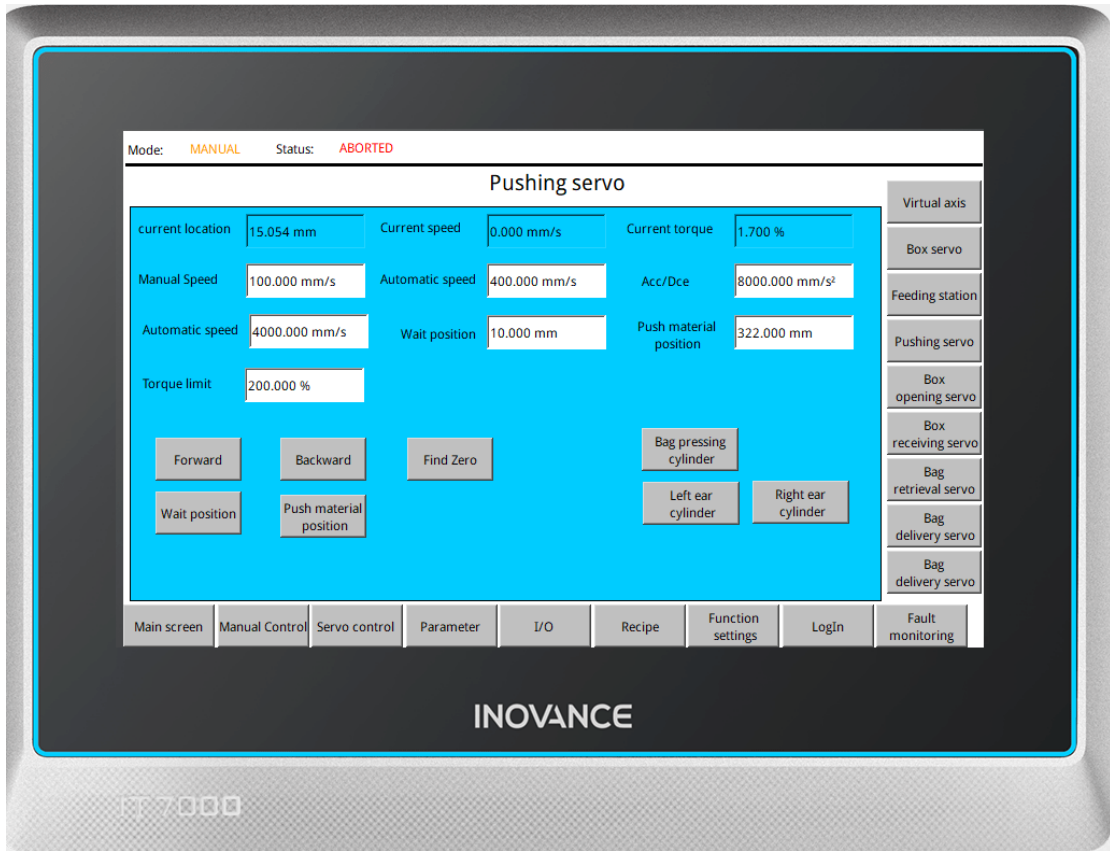 Mode: MANUAL Status: ABORTED
Pushing servo
current location 15.054 mm Current speed 0.000 mm/s Current torque 1.700 %
Manual Speed 100.000 mm/s Automatic speed 400.000 mm/s Acc/Dce 8000.000 mm/s²
Automatic speed 4000.000 mm/s Wait position 10.000 mm Push material
position 322.000 mm
Torque limit 200.000 %
Forward Backward Find Zero
Bag pressing
cylinder
Wait position Push material
position
Left ear
cylinder
Right ear
cylinder
Virtual axis
Box servo
Feeding station
Pushing servo
Box
opening servo
Box
receiving servo
Bag
retrieval servo
Bag
delivery servo
Bag
delivery servo
Main screen Manual Control Servo control Parameter I/O Recipe Function
settings LogIn Fault
monitoring
INOVANCE
IT7000